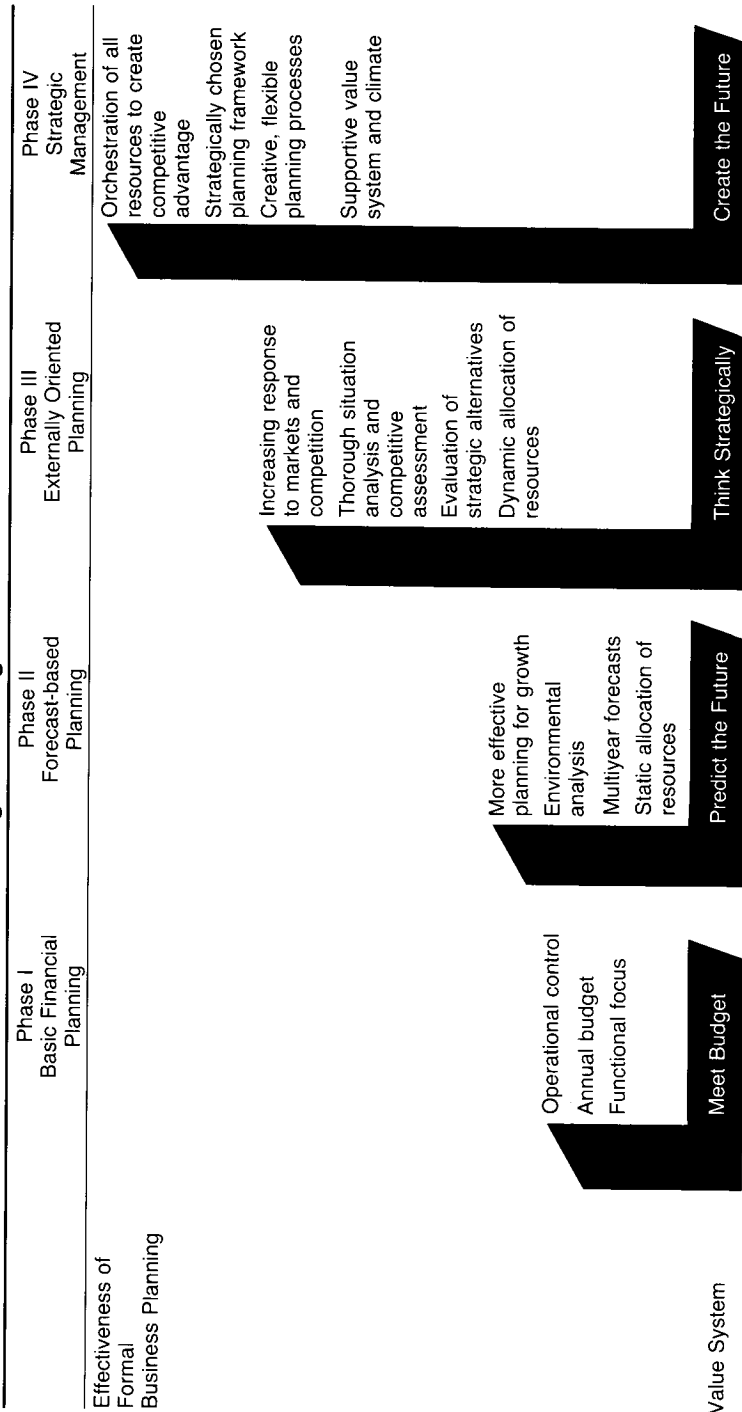 Phase I
Basic Financial
Planning
Phase II
Forecast-based
Planning
Phase III
Externally Oriented
Planning
Phase IV
Strategic
Management
Effectiveness of
Formal
Business Planning
Operational control
Annual budget
Functional focus
More effective
planning for growth
Environmental
analysis
Multiyear forecasts
Static allocation of
resources
Increasing response
to markets and
competition
Thorough situation
analysis and
competitive
assessment
Evaluation of
strategic alternatives
Dynamic allocation of
resources
Orchestration of all
resources to create
competitive
advantage
Strategically chosen
planning framework
Creative, flexible
planning processes
Supportive value
system and climate
Value System
Meet Budget
Predict the Future
Think Strategically
Create the Future